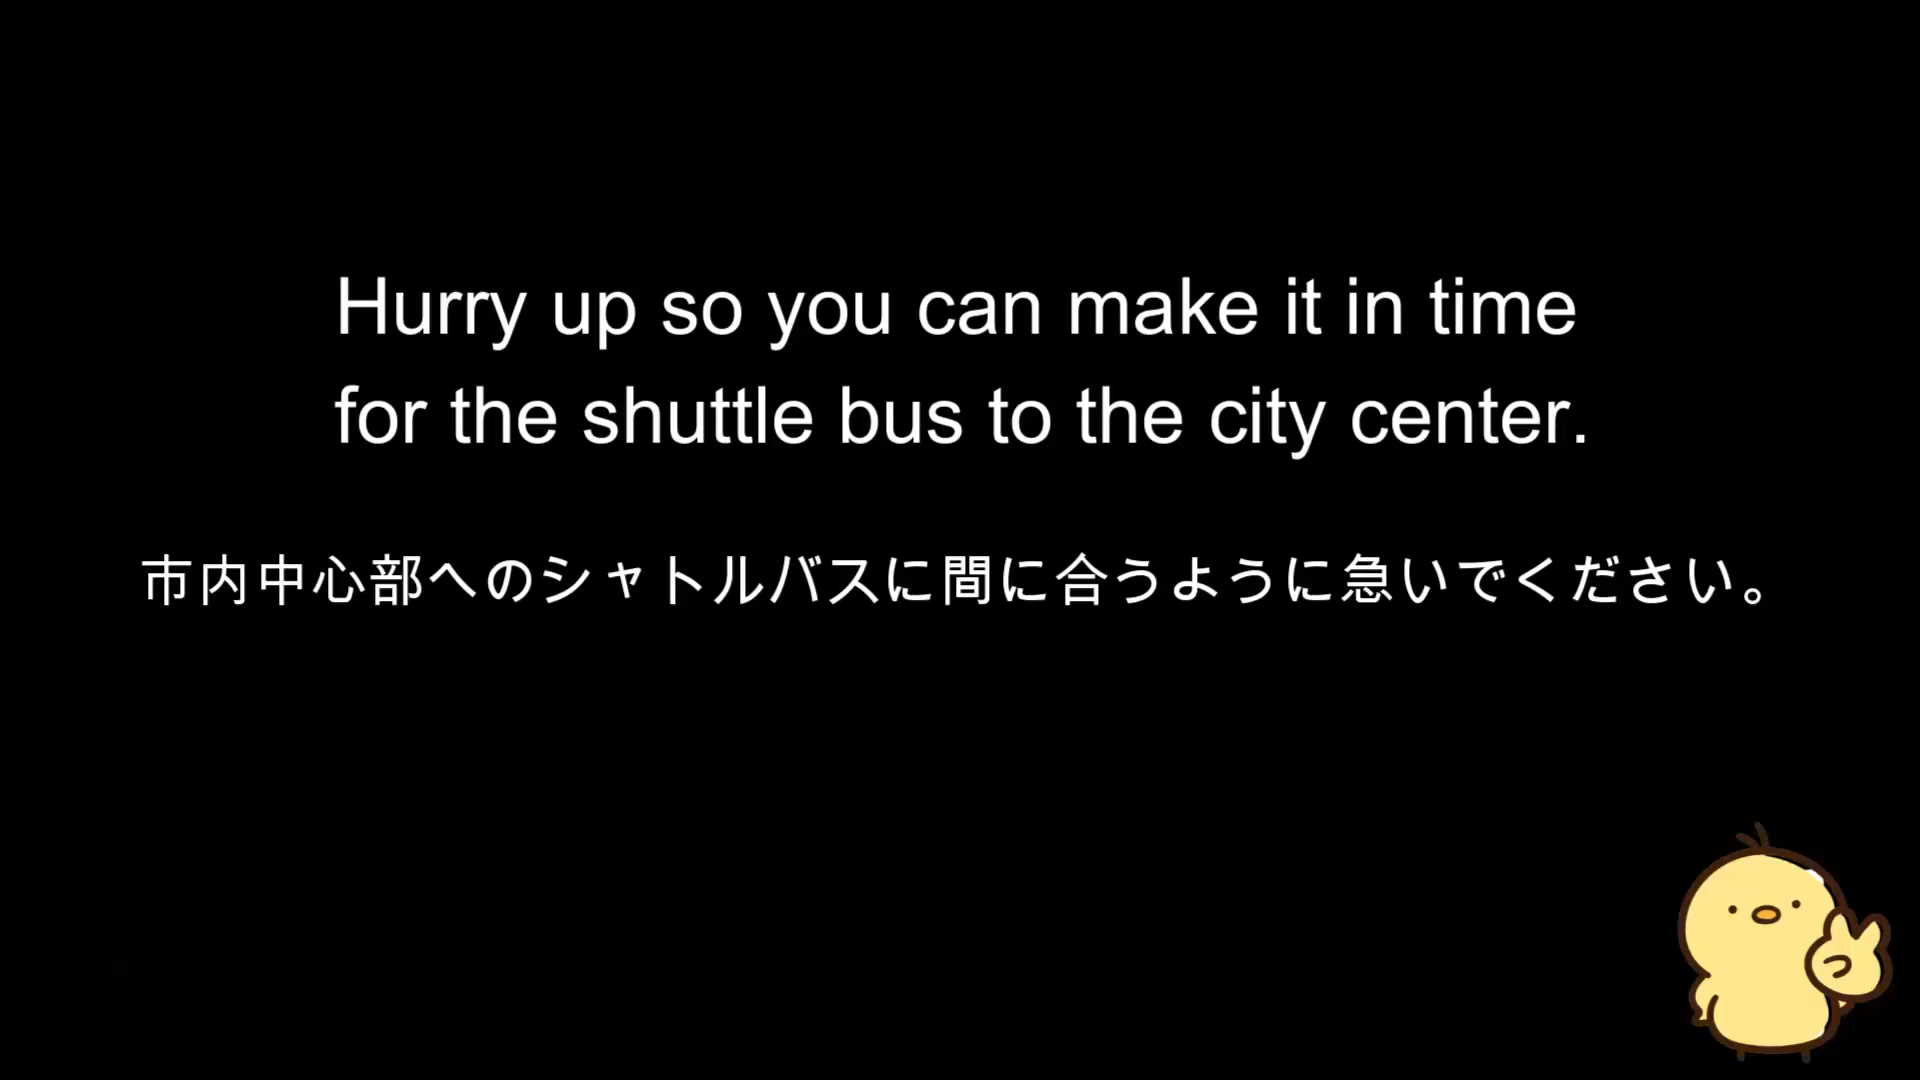 Hurry up so you can make it in time
for the shuttle bus to the city center.
市内中心部へのシャトルバスに間に合うように急いでください。